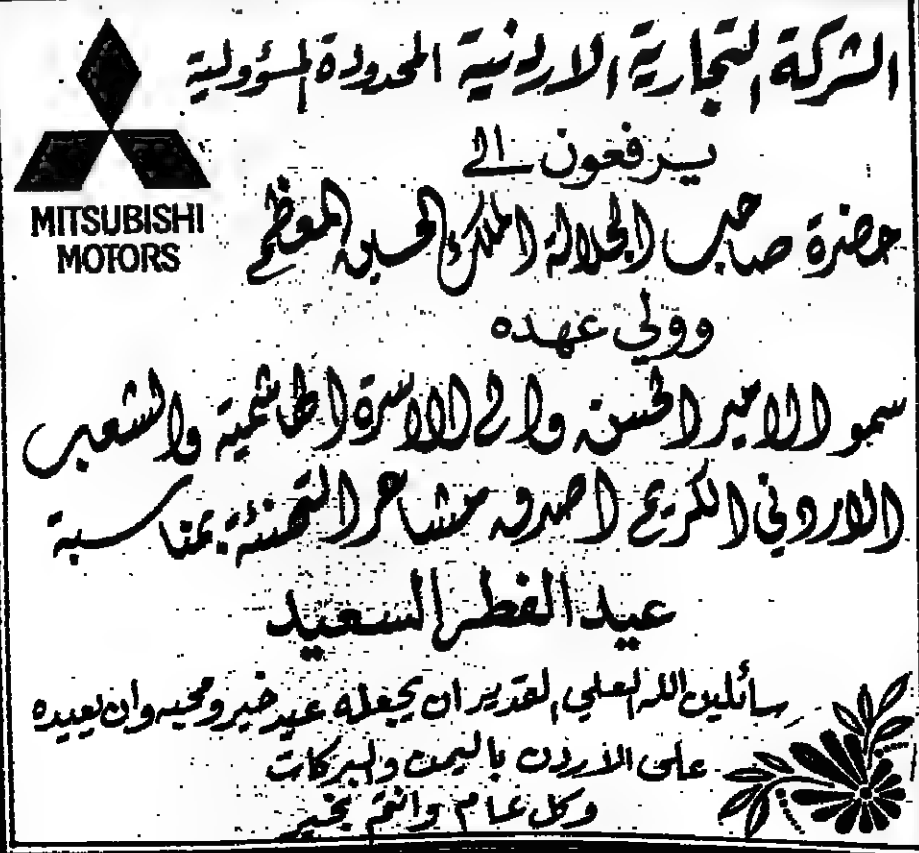 الشركة التجارية الاردنية المحدودة المسؤولية
MITSUBISHI
MOTORS
يرفعون الى
حضرة صاحب الجلالة الملك الحسين المعظم
وولي عهده
سمو الامير الحسن والى الاسرة الهاشمية والشعب
الاردني الكريم اصدق مشاعر التهنئة بمناسبة
عيد الفطر السعيد
سائلين الله العلي القدير ان يجعله عيد خير ومحبه وان يعيده
على الاردن باليمن والبركات
وكل عام وانتم بخير